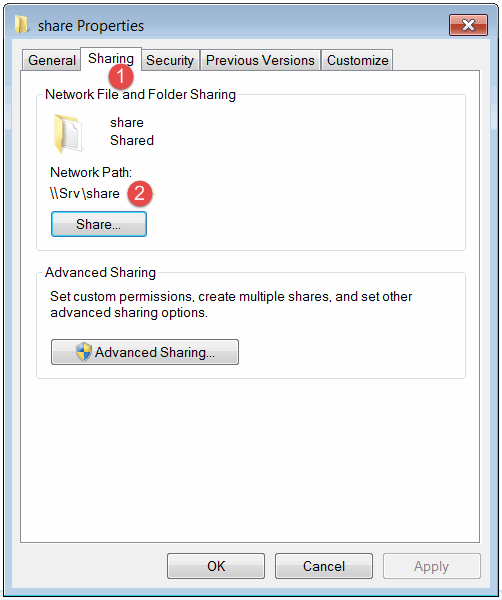 share Properties
General Sharing Security Previous Versions Customize
1
Network File and Folder Sharing
share
Shared
Network Path:
\\Srv\share 2
Share...
Advanced Sharing
Set custom permissions, create multiple shares, and set other
advanced sharing options.
Advanced Sharing...
OK Cancel Apply